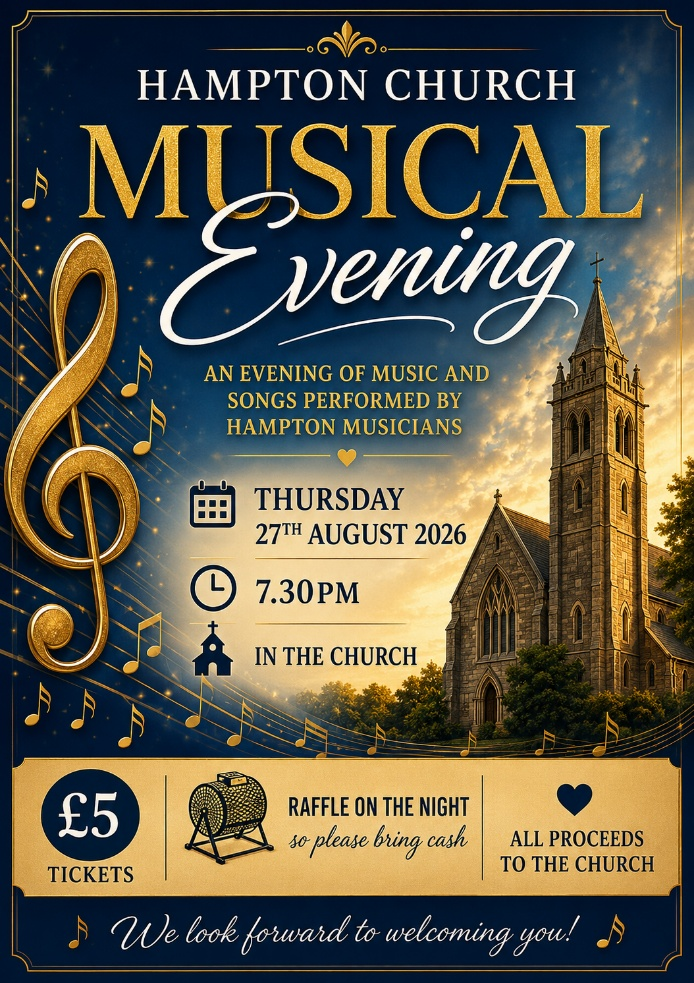 HAMPTON CHURCH
MUSICAL
Evening
AN EVENING OF MUSIC AND
SONGS PERFORMED BY
HAMPTON MUSICIANS
THURSDAY
27TH AUGUST 2026
7.30 PM
IN THE CHURCH
£5
TICKETS
RAFFLE ON THE NIGHT
so please bring cash
ALL PROCEEDS
TO THE CHURCH
We look forward to welcoming you!